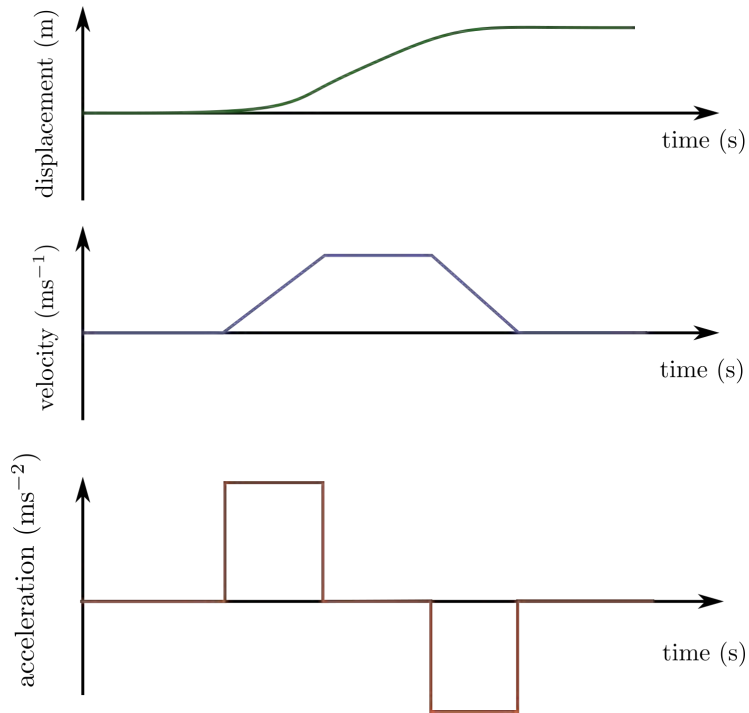 displacement (m)
time (s)
velocity (ms⁻¹)
time (s)
acceleration (ms⁻²)
time (s)